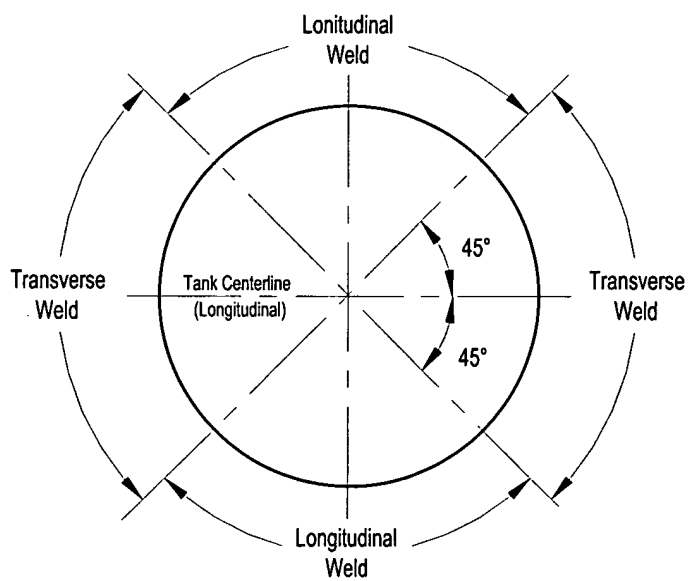 Lonitudinal
Weld
45°
Transverse
Weld
Tank Centerline
(Longitudinal)
Transverse
Weld
45°
Longitudinal
Weld